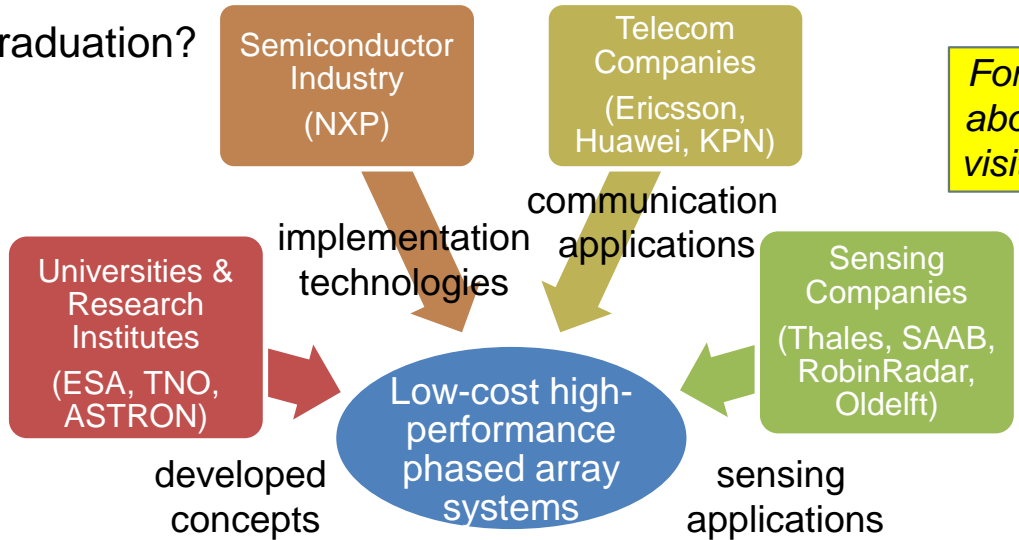 raduation?
Semiconductor
Industry
(NXP)
Telecom
Companies
(Ericsson,
Huawei, KPN)
For
abo
visit
implementation
technologies
communication
applications
Universities &
Research
Institutes
(ESA, TNO,
ASTRON)
Sensing
Companies
(Thales, SAAB,
RobinRadar,
Oldelft)
Low-cost high-
performance
phased array
systems
developed
concepts
sensing
applications